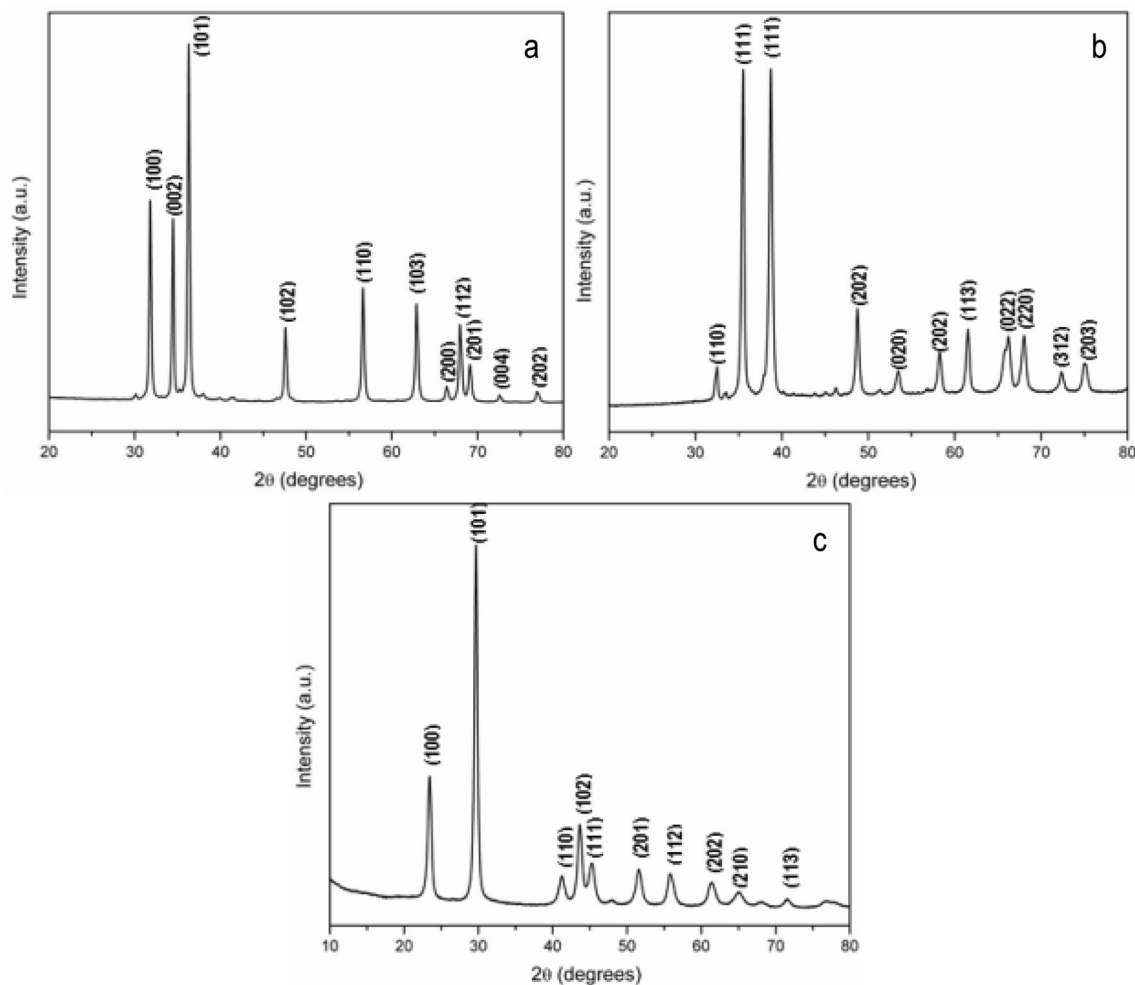 a
(101)
(100)
(002)
(102)
(110)
(103)
(200)
(112)
(201)
(004)
(202)
Intensity (a.u.)
20 30 40 50 60 70 80
2θ (degrees)
b
(111)
(111)
(110)
(202)
(020)
(202)
(113)
(022)
(220)
(312)
(203)
Intensity (a.u.)
20 30 40 50 60 70 80
2θ (degrees)
c
(101)
(100)
(110)
(102)
(111)
(201)
(112)
(202)
(210)
(113)
Intensity (a.u.)
10 20 30 40 50 60 70 80
2θ (degrees)